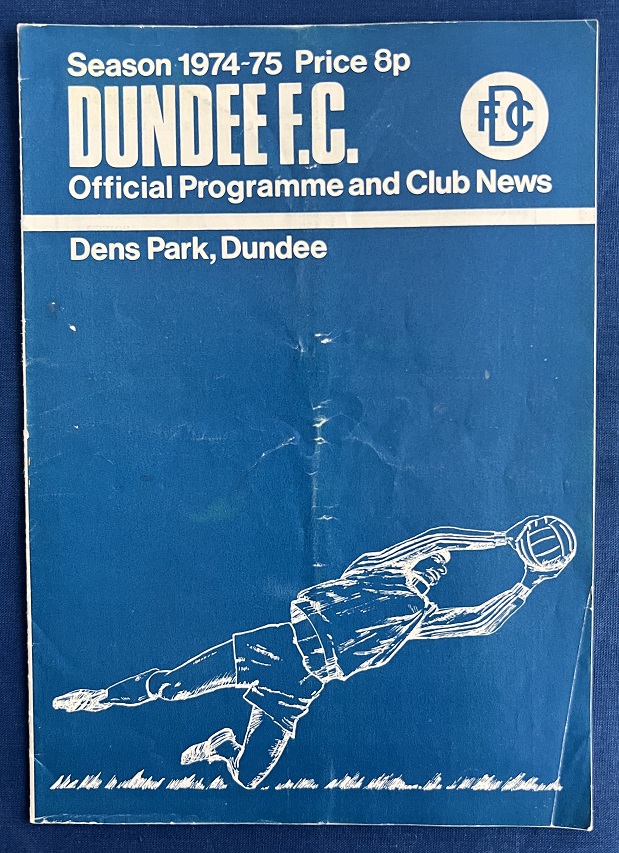 Season 1974-75 Price 8p
DUNDEE F.C.
DFC
Official Programme and Club News
Dens Park, Dundee